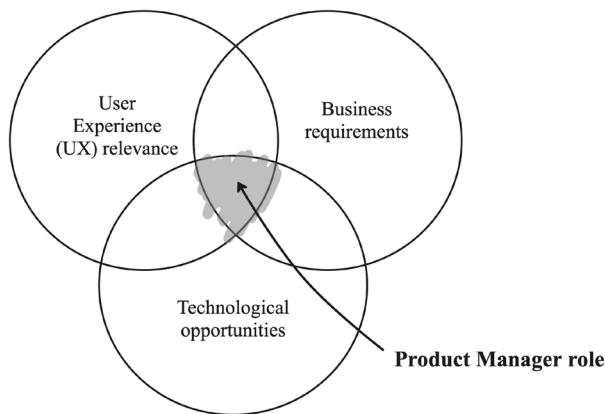 User
Experience
(UX) relevance
Business
requirements
Technological
opportunities
Product Manager role